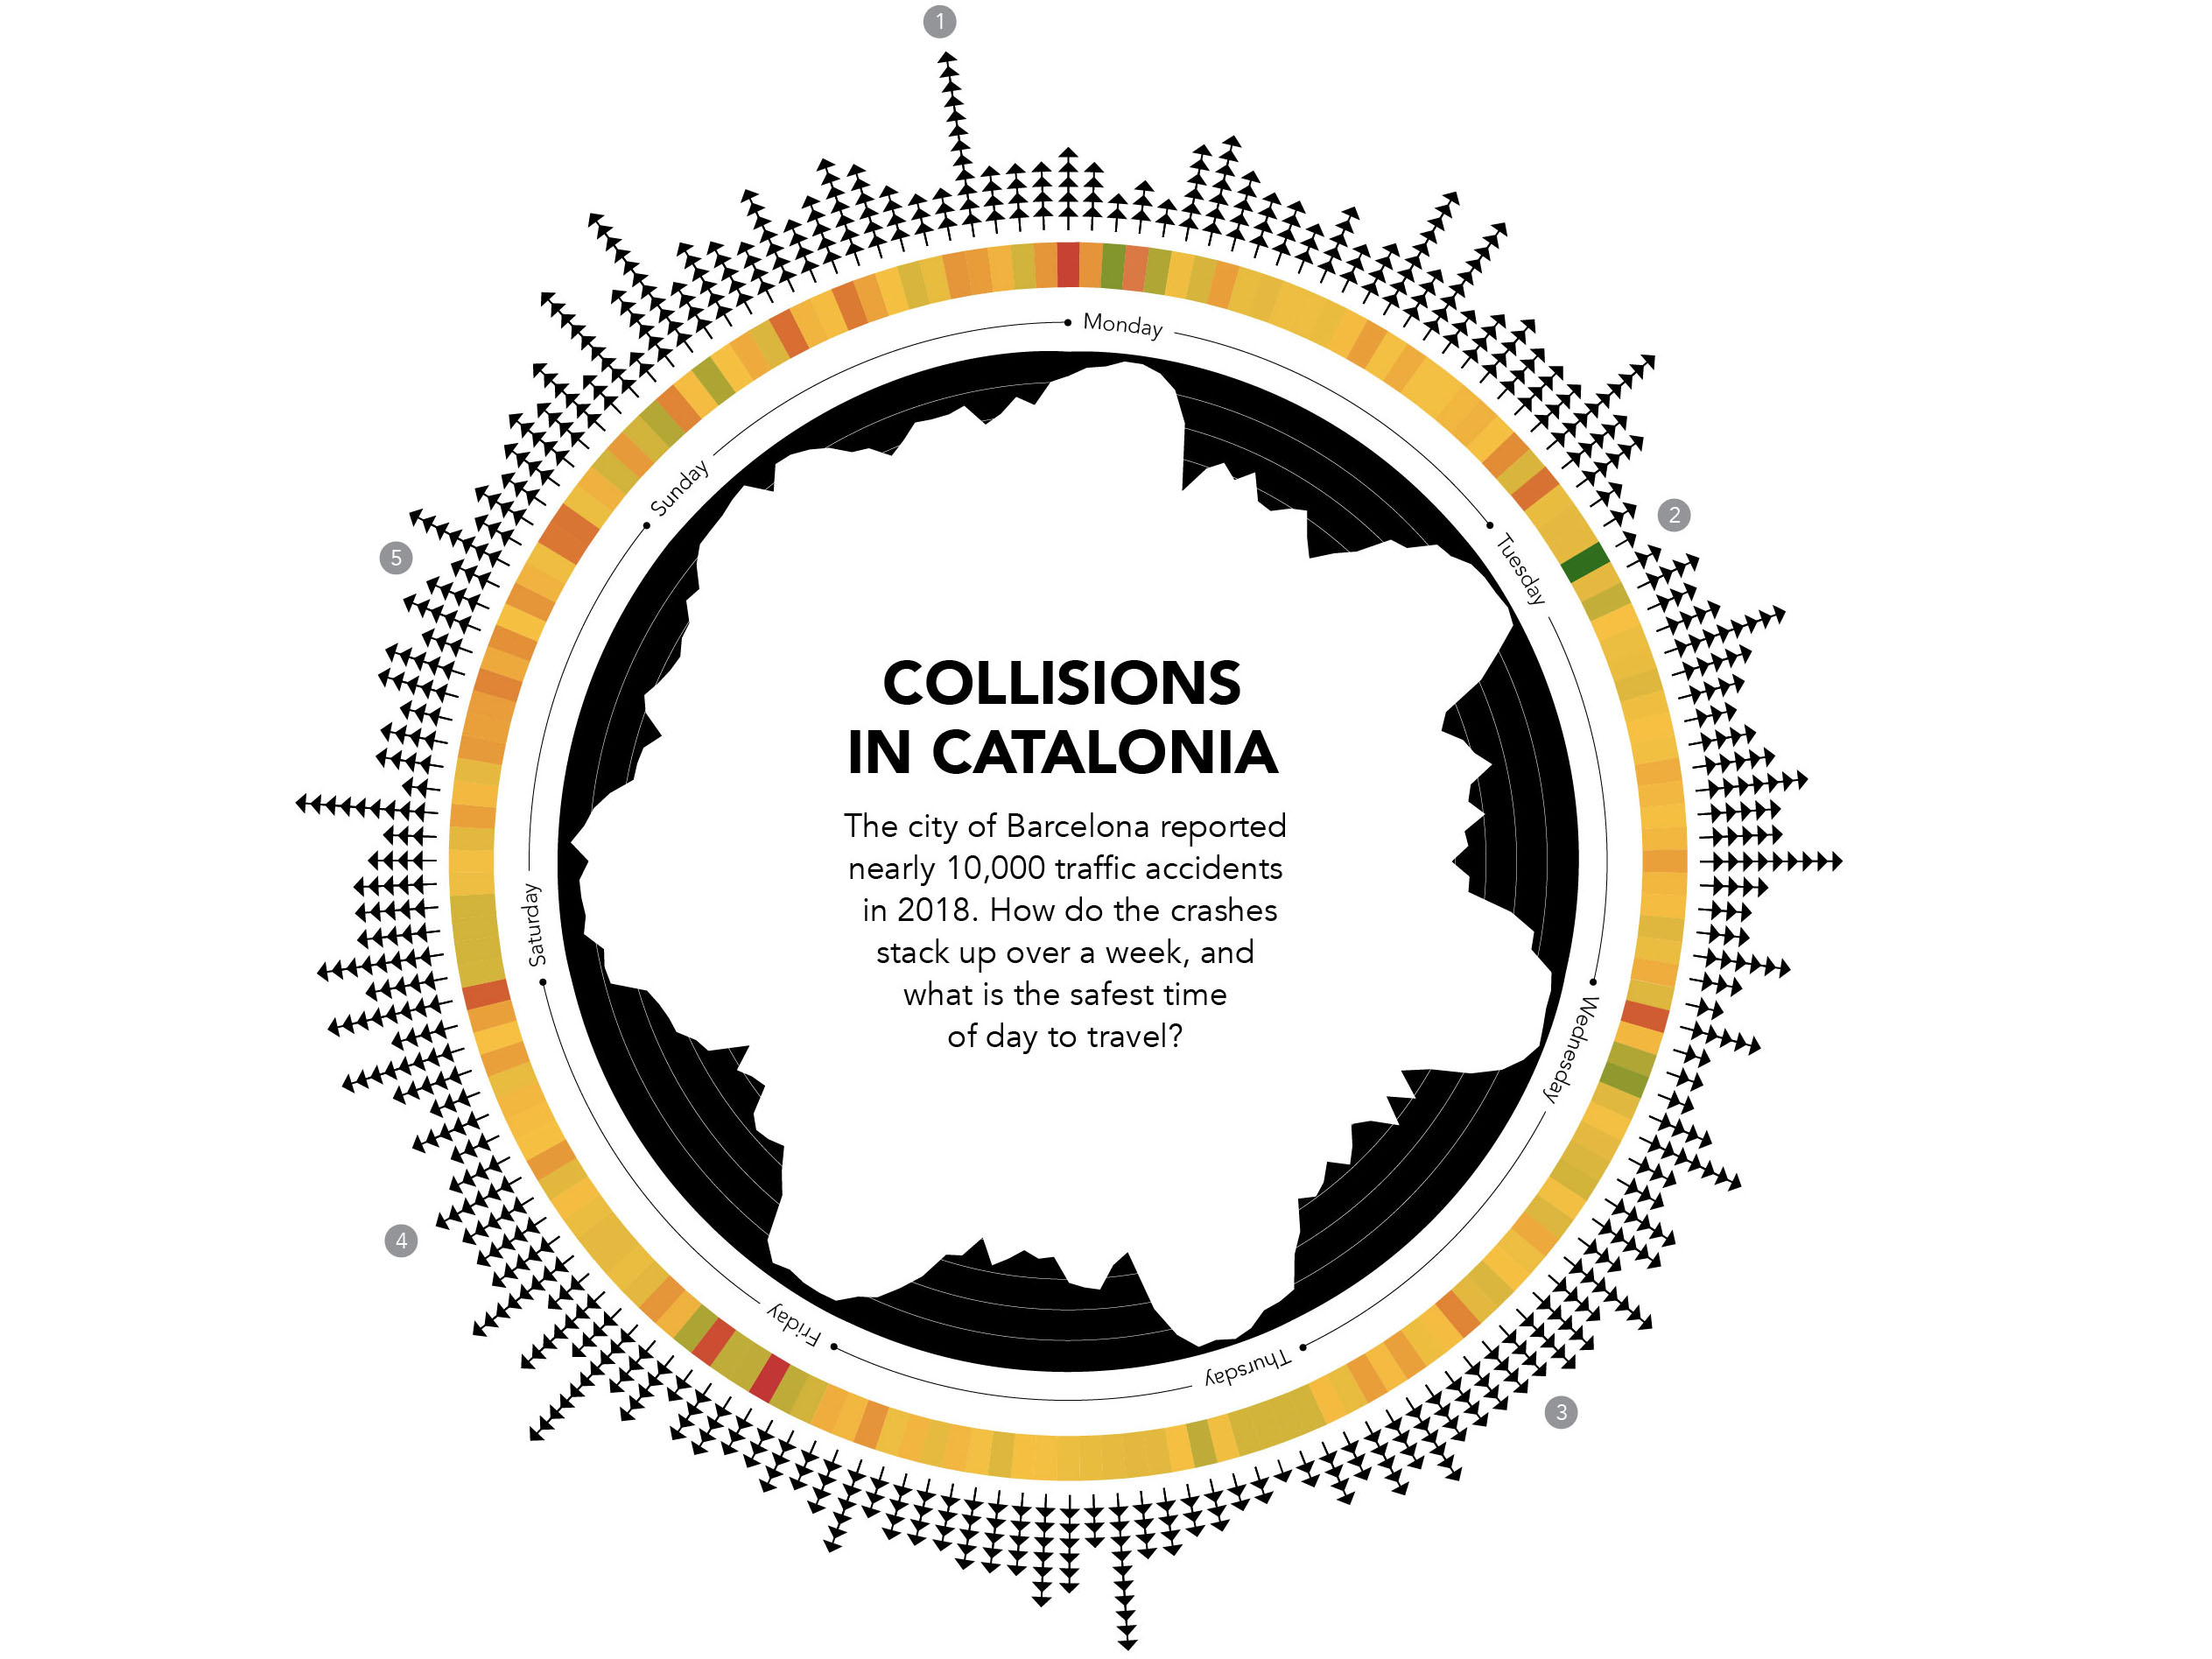 1
Monday
Sunday
2
Tuesday
5
COLLISIONS
IN CATALONIA
The city of Barcelona reported
nearly 10,000 traffic accidents
in 2018. How do the crashes
stack up over a week, and
what is the safest time
of day to travel?
Saturday
Wednesday
4
Friday
Thursday
3